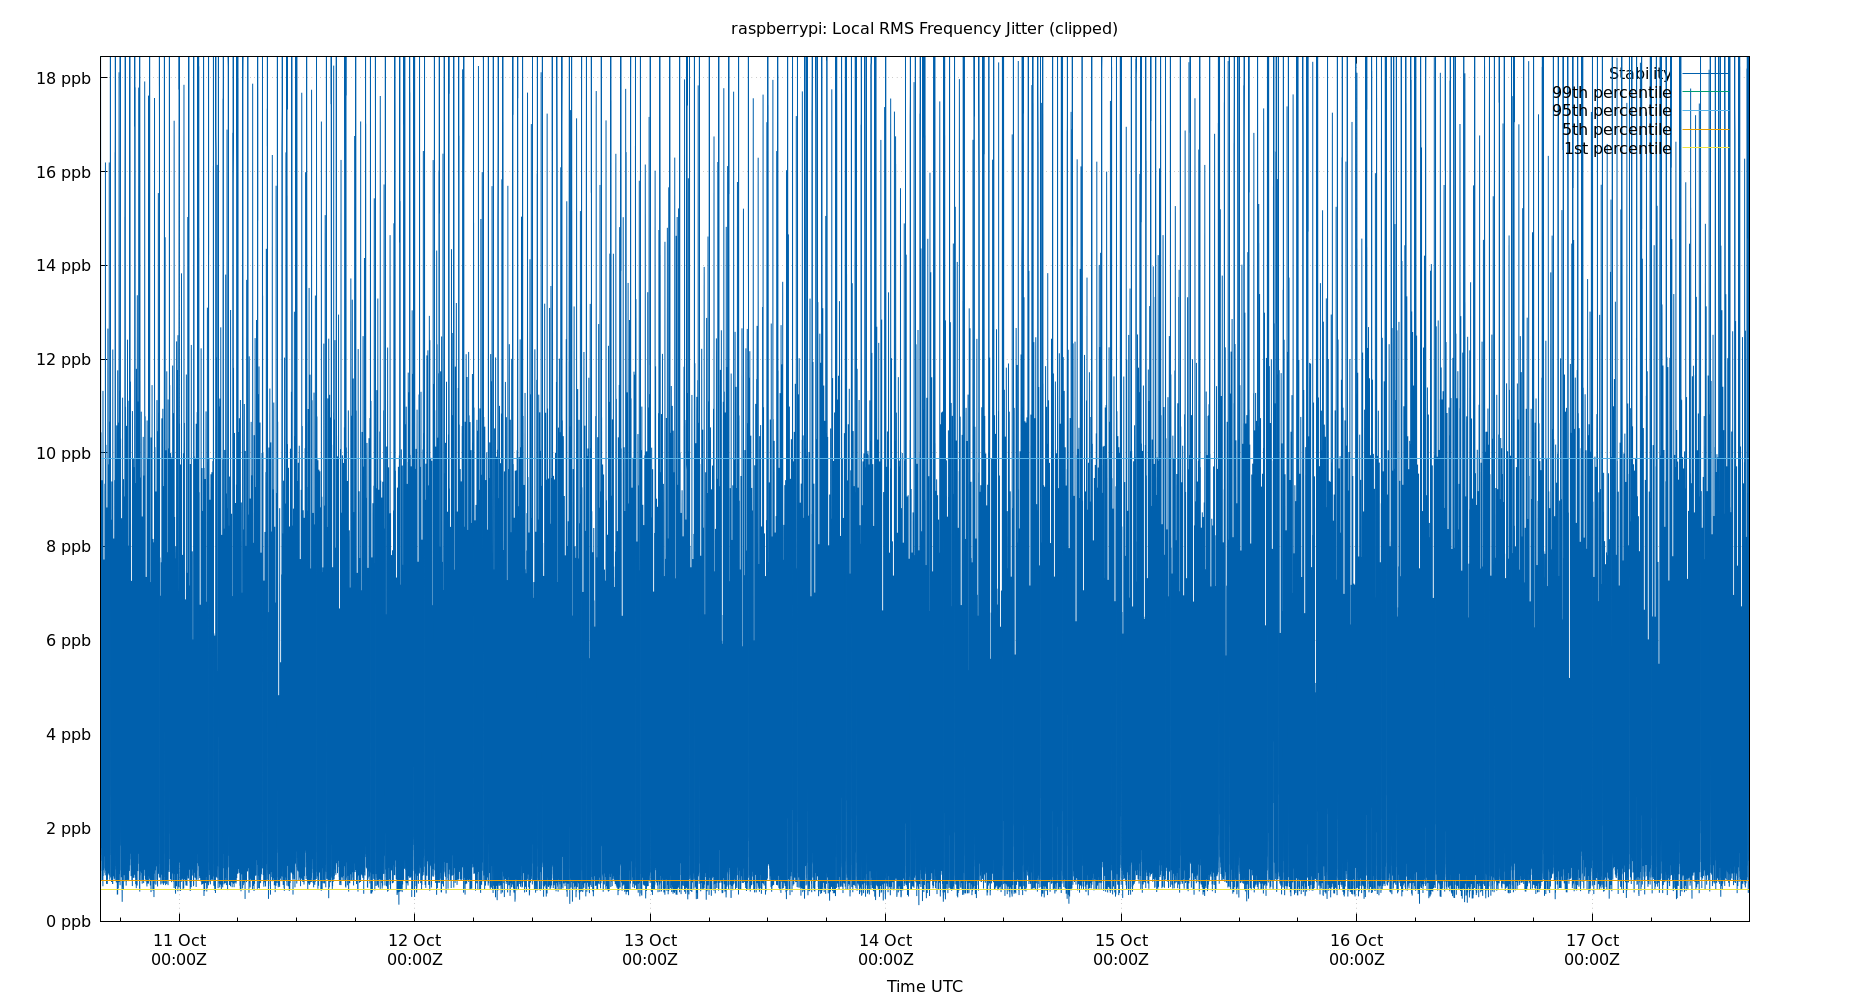 raspberrypi: Local RMS Frequency Jitter (clipped)
18 ppb
16 ppb
14 ppb
12 ppb
10 ppb
8 ppb
6 ppb
4 ppb
2 ppb
0 ppb
Stability
99th percentile
95th percentile
5th percentile
1st percentile
11 Oct 12 Oct 13 Oct 14 Oct 15 Oct 16 Oct 17 Oct
00:00Z 00:00Z 00:00Z 00:00Z 00:00Z 00:00Z 00:00Z
Time UTC